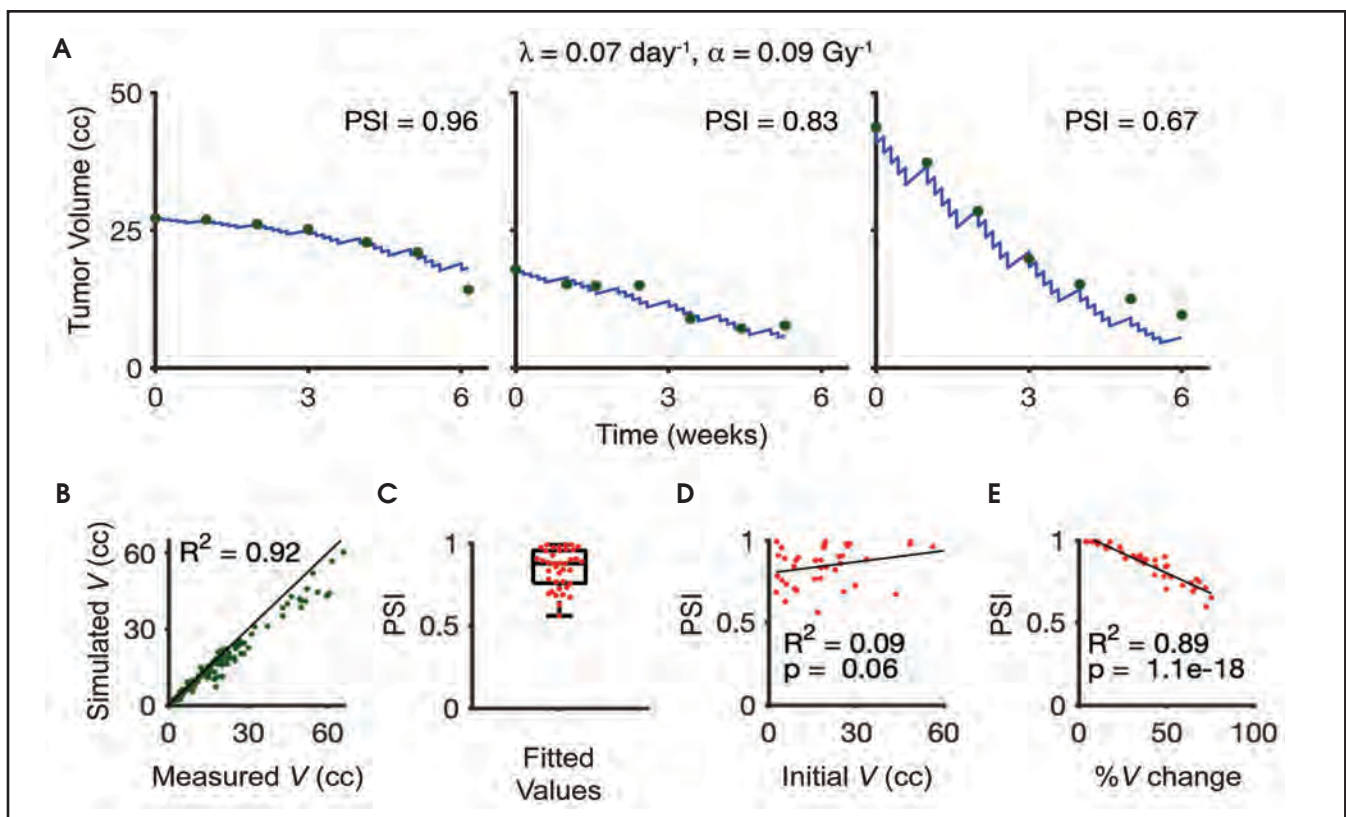 A
λ = 0.07 day⁻¹, α = 0.09 Gy⁻¹
50
25
0
Tumor Volume (cc)
PSI = 0.96
PSI = 0.83
PSI = 0.67
0 3 6
0 3 6
0 3 6
Time (weeks)
B
R² = 0.92
60
30
0
Simulated V (cc)
0 30 60
Measured V (cc)
C
1
0.5
0
PSI
Fitted
Values
D
1
0.5
0
PSI
R² = 0.09
p = 0.06
0 30 60
Initial V (cc)
E
1
0.5
0
PSI
R² = 0.89
p = 1.1e-18
0 50 100
%V change